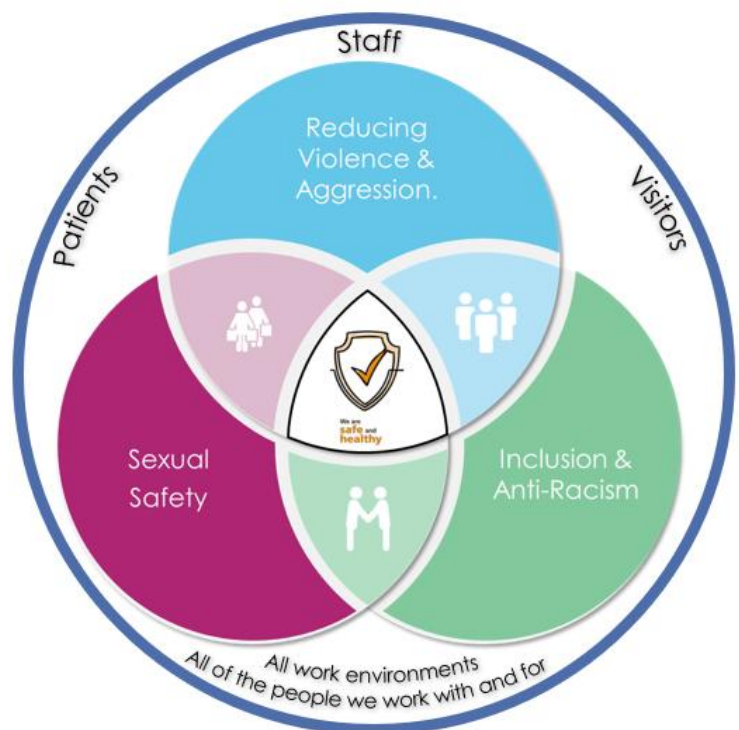 Staff
Patients
Visitors
Reducing
Violence &
Aggression.
We are
safe and
healthy
Sexual
Safety
Inclusion &
Anti-Racism
All work environments
All of the people we work with and for